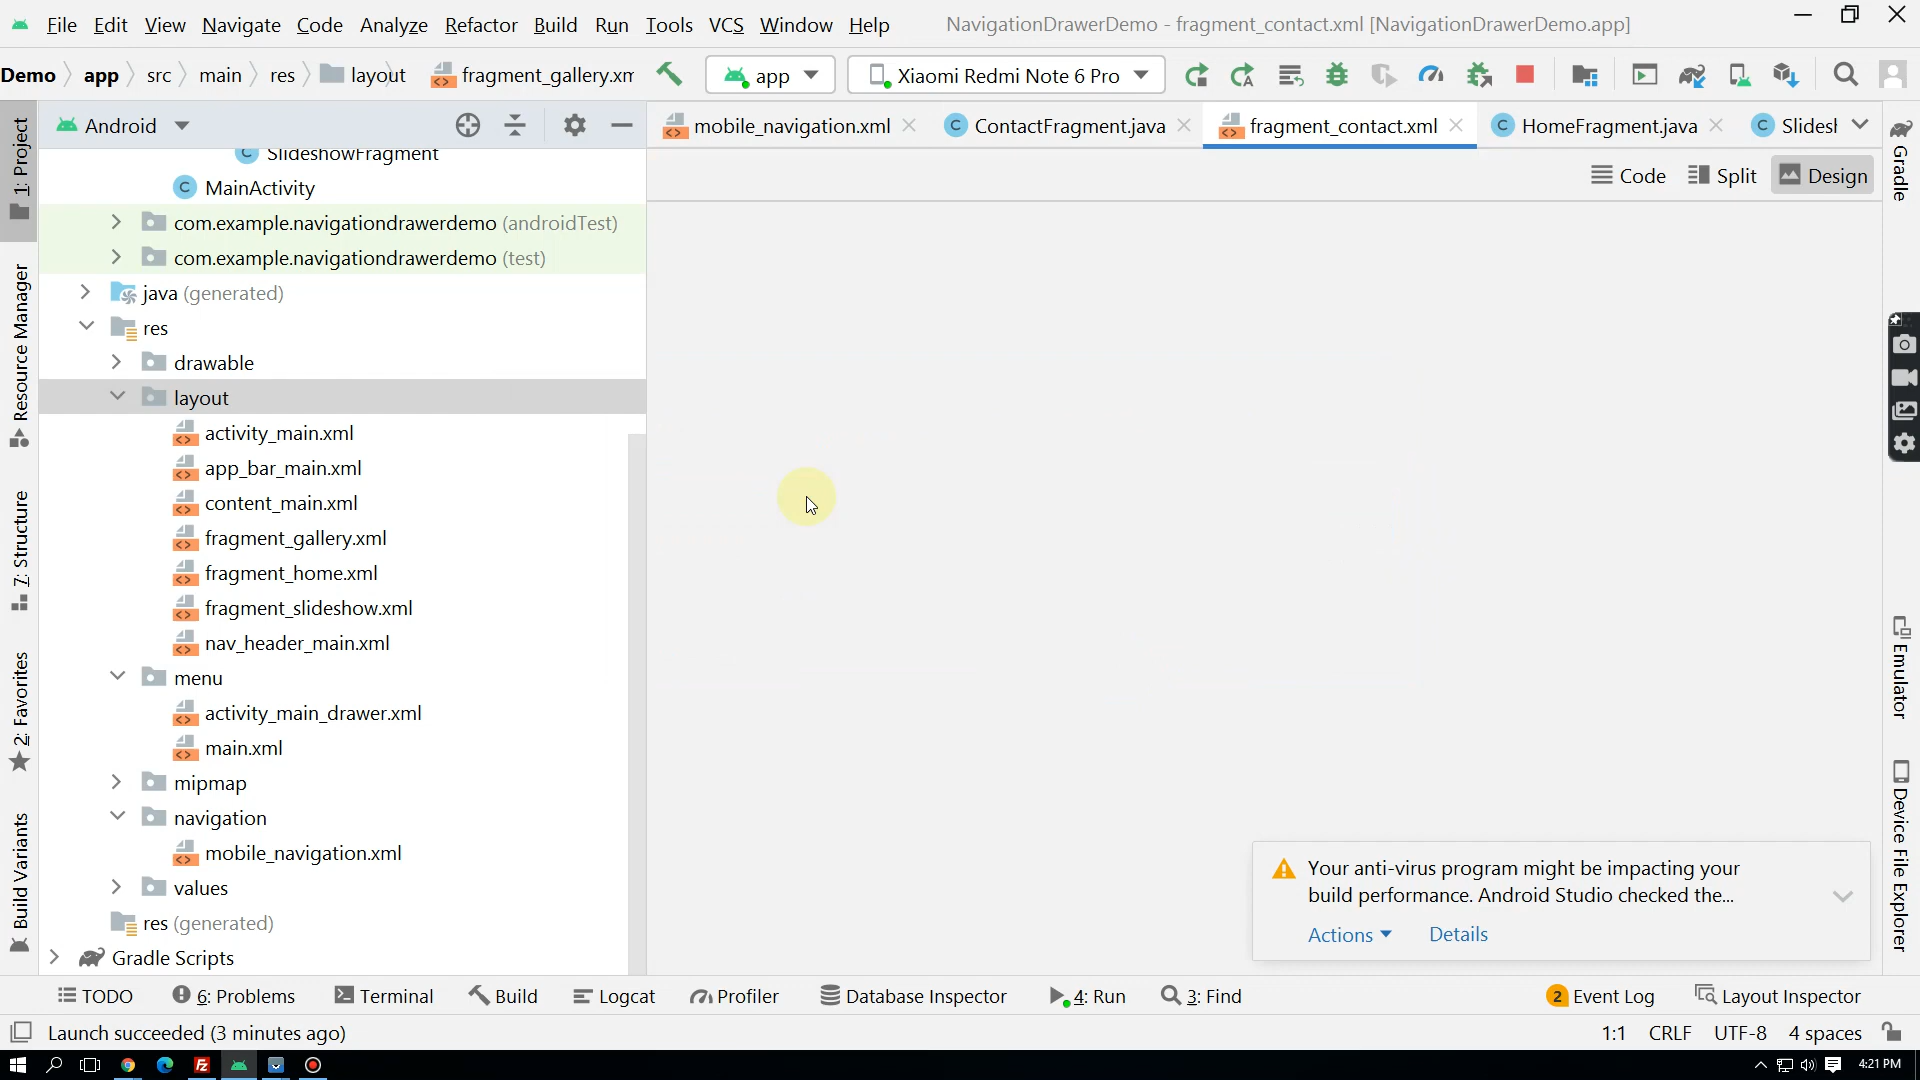 File Edit View Navigate Code Analyze Refactor Build Run Tools VCS Window Help NavigationDrawerDemo - fragment_contact.xml [NavigationDrawerDemo.app]
Demo app src main res layout fragment_gallery.xm app Xiaomi Redmi Note 6 Pro
Android mobile_navigation.xml ContactFragment.java fragment_contact.xml HomeFragment.java Slidesh
Code Split Design
SlideshowFragment
MainActivity
com.example.navigationdrawerdemo (androidTest)
com.example.navigationdrawerdemo (test)
java (generated)
res
drawable
layout
activity_main.xml
app_bar_main.xml
content_main.xml
fragment_gallery.xml
fragment_home.xml
fragment_slideshow.xml
nav_header_main.xml
menu
activity_main_drawer.xml
main.xml
mipmap
navigation
mobile_navigation.xml
values
res (generated)
Gradle Scripts
1: Project
Resource Manager
7: Structure
2: Favorites
Build Variants
Gradle
Emulator
Device File Explorer
Your anti-virus program might be impacting your
build performance. Android Studio checked the...
Actions Details
TODO 6: Problems Terminal Build Logcat Profiler Database Inspector 4: Run 3: Find 2 Event Log Layout Inspector
Launch succeeded (3 minutes ago) 1:1 CRLF UTF-8 4 spaces
4:21 PM